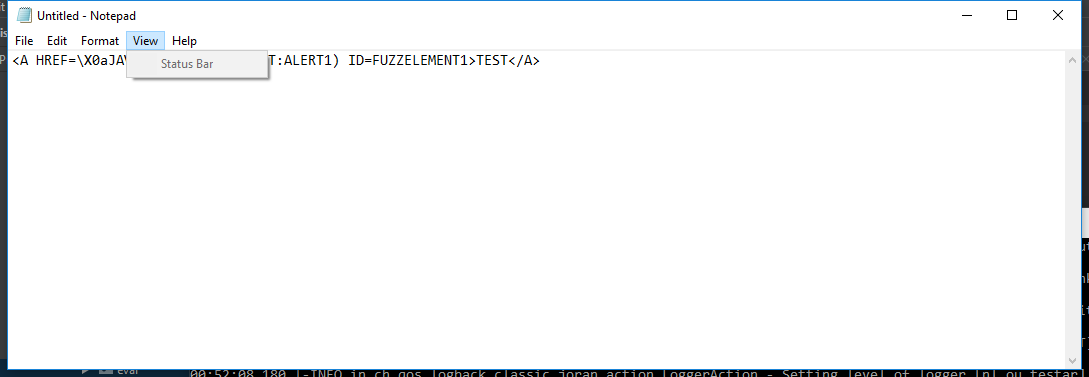 Untitled - Notepad
File Edit Format View Help
<A HREF=\X0aJAV
Status Bar
T:ALERT1) ID=FUZZELEMENT1>TEST</A>
eval
00:52:08,180 |-INFO in ch.qos.logback.classic.joran.action.LoggerAction - Setting level of logger [nl.ou.testar